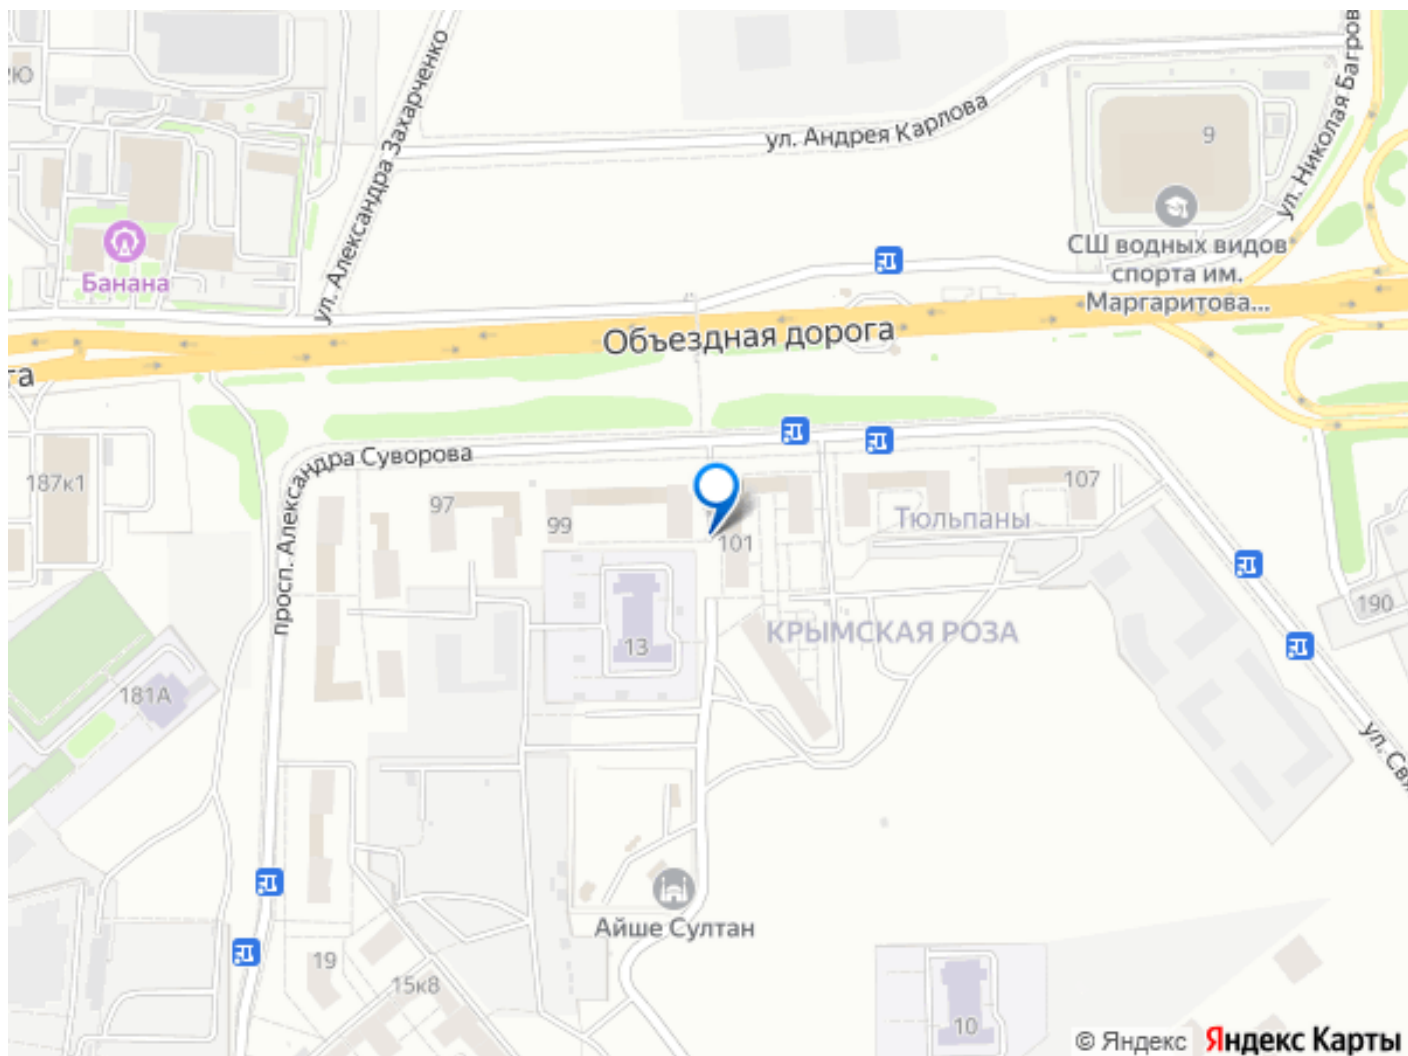 ул. Александра Захарченко
ул. Андрея Карлова
9
ул. Николая Багров
Банана
СШ водных видов
спорта им.
Маргаритова...
Объездная дорога
га
просп. Александра Суворова
187к1
97
99
101
107
Тюльпаны
13
КРЫМСКАЯ РОЗА
190
181А
ул. Свя
Айше Султан
19
15к8
10
© Яндекс Яндекс Карты